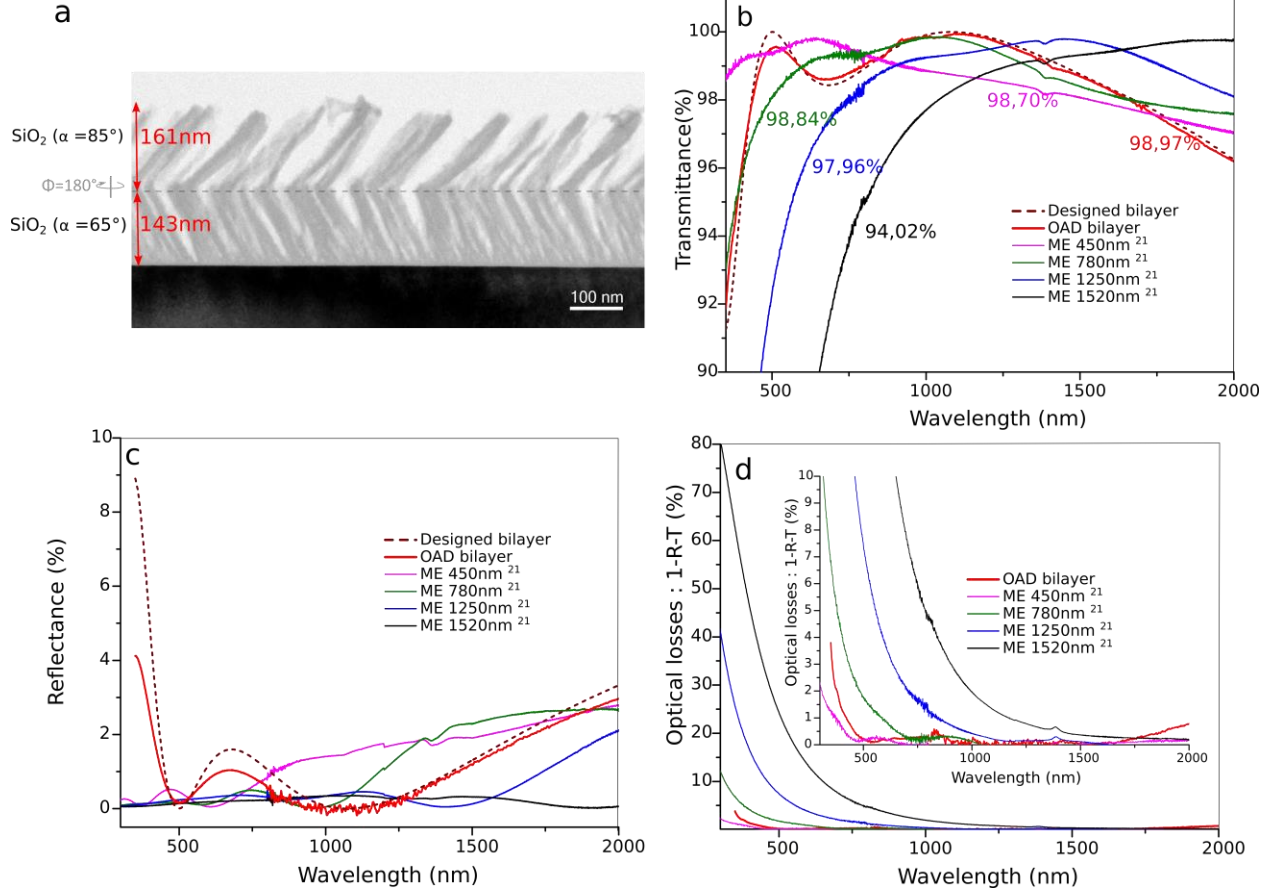 a
SiO2 (α =85°)
161nm
Φ=180°
SiO2 (α =65°)
143nm
100 nm
b
Transmittance(%)
100
98
96
94
92
90
98,84%
97,96%
94,02%
98,70%
98,97%
Designed bilayer
OAD bilayer
ME 450nm 21
ME 780nm 21
ME 1250nm 21
ME 1520nm 21
500
1000
1500
2000
Wavelength (nm)
c
Reflectance (%)
10
8
6
4
2
0
Designed bilayer
OAD bilayer
ME 450nm 21
ME 780nm 21
ME 1250nm 21
ME 1520nm 21
500
1000
1500
2000
Wavelength (nm)
d
Optical losses : 1-R-T (%)
80
70
60
50
40
30
20
10
500
1000
1500
2000
Wavelength (nm)
Optical losses : 1-R-T (%)
10
9
8
7
6
5
4
3
2
1
0
OAD bilayer
ME 450nm 21
ME 780nm 21
ME 1250nm 21
ME 1520nm 21
500
1000
1500
2000
Wavelength (nm)